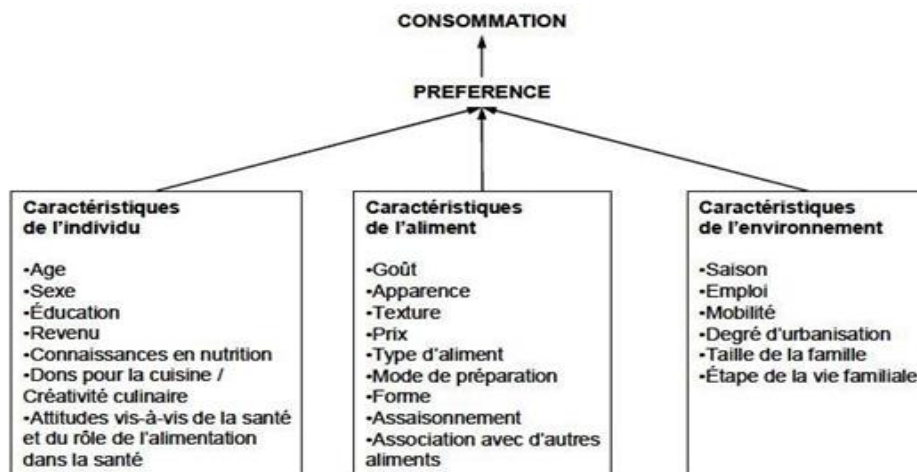 CONSOMMATION
PREFERENCE
Caractéristiques
de l'individu
•Age
•Sexe
•Éducation
•Revenu
•Connaissances en nutrition
•Dons pour la cuisine /
Créativité culinaire
•Attitudes vis-à-vis de la santé
et du rôle de l'alimentation
dans la santé
Caractéristiques
de l'aliment
•Goût
•Apparence
•Texture
•Prix
•Type d'aliment
•Mode de préparation
•Forme
•Assaisonnement
•Association avec d'autres
aliments
Caractéristiques
de l'environnement
•Saison
•Emploi
•Mobilité
•Degré d'urbanisation
•Taille de la famille
•Étape de la vie familiale